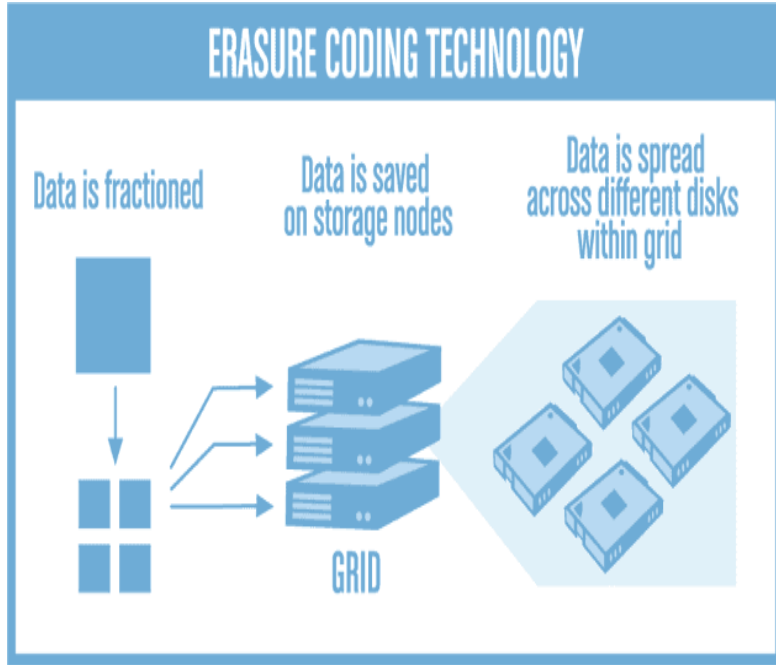 ERASURE CODING TECHNOLOGY
Data is fractioned
Data is saved
on storage nodes
Data is spread
across different disks
within grid
GRID